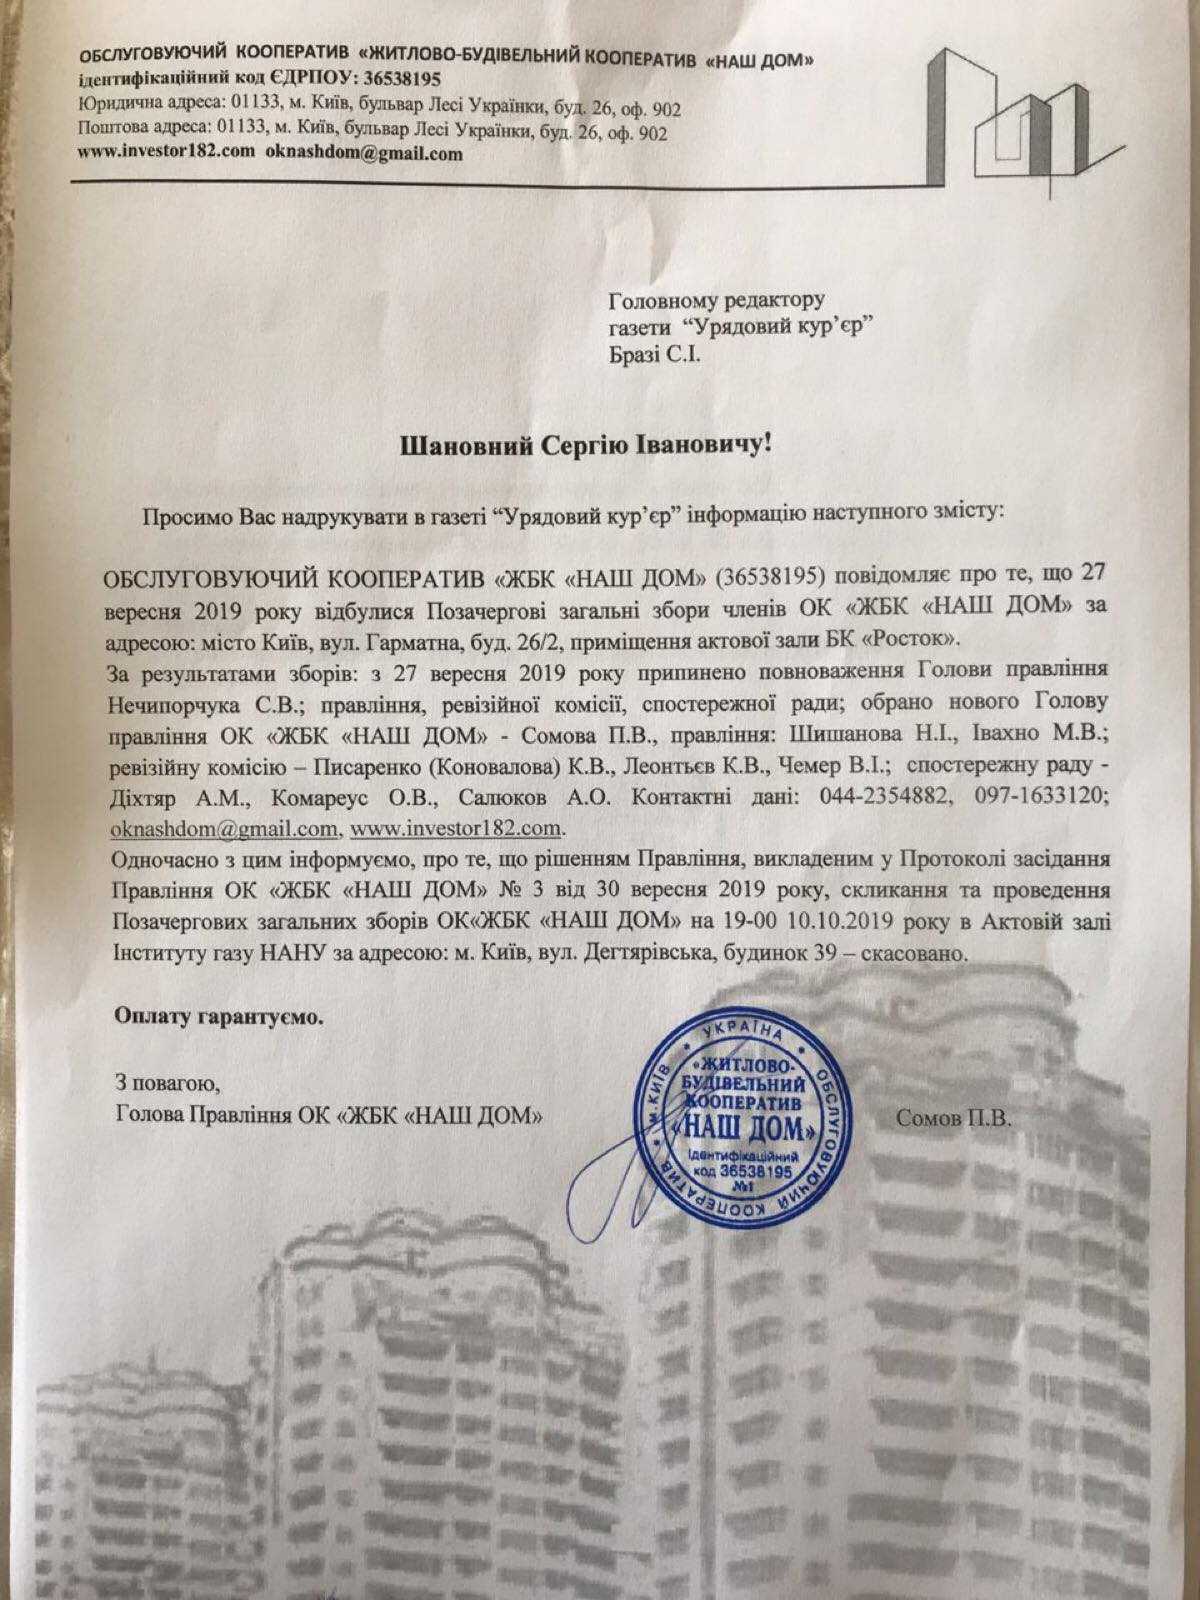 ОБСЛУГОВУЮЧИЙ КООПЕРАТИВ «ЖИТЛОВО-БУДІВЕЛЬНИЙ КООПЕРАТИВ «НАШ ДОМ»
ідентифікаційний код ЄДРПОУ: 36538195
Юридична адреса: 01133, м. Київ, бульвар Лесі Українки, буд. 26, оф. 902
Поштова адреса: 01133, м. Київ, бульвар Лесі Українки, буд. 26, оф. 902
www.investor182.com oknashdom@gmail.com
Головному редактору
газети “Урядовий кур’єр”
Бразі С.І.
Шановний Сергію Івановичу!
Просимо Вас надрукувати в газеті “Урядовий кур’єр” інформацію наступного змісту:
ОБСЛУГОВУЮЧИЙ КООПЕРАТИВ «ЖБК «НАШ ДОМ» (36538195) повідомляє про те, що 27
вересня 2019 року відбулися Позачергові загальні збори членів ОК «ЖБК «НАШ ДОМ» за
адресою: місто Київ, вул. Гарматна, буд. 26/2, приміщення актової зали БК «Росток».
За результатами зборів: з 27 вересня 2019 року припинено повноваження Голови правління
Нечипорчука С.В.; правління, ревізійної комісії, спостережної ради; обрано нового Голову
правління ОК «ЖБК «НАШ ДОМ» - Сомова П.В., правління: Шишанова Н.І., Івахно М.В.;
ревізійну комісію – Писаренко (Коновалова) К.В., Леонтьєв К.В., Чемер В.І.; спостережну раду -
Діхтяр А.М., Комареус О.В., Салюков А.О. Контактні дані: 044-2354882, 097-1633120;
oknashdom@gmail.com, www.investor182.com.
Одночасно з цим інформуємо, про те, що рішенням Правління, викладеним у Протоколі засідання
Правління ОК «ЖБК «НАШ ДОМ» № 3 від 30 вересня 2019 року, скликання та проведення
Позачергових загальних зборів ОК«ЖБК «НАШ ДОМ» на 19-00 10.10.2019 року в Актовій залі
Інституту газу НАНУ за адресою: м. Київ, вул. Дегтярівська, будинок 39 – скасовано.
Оплату гарантуємо.
З повагою,
Голова Правління ОК «ЖБК «НАШ ДОМ»
Сомов П.В.
УКРАЇНА * ОБСЛУГОВУЮЧИЙ КООПЕРАТИВ * м.КИЇВ *
«ЖИТЛОВО-
БУДІВЕЛЬНИЙ
КООПЕРАТИВ
«НАШ ДОМ»
Ідентифікаційний
код 36538195
№1